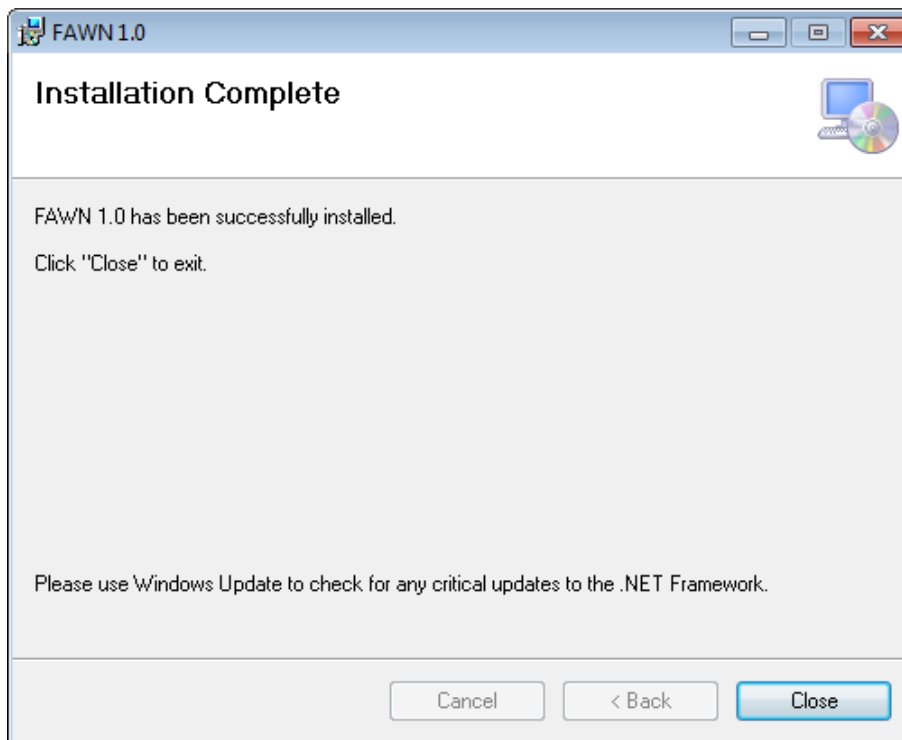 FAWN 1.0
Installation Complete
FAWN 1.0 has been successfully installed.
Click "Close" to exit.
Please use Windows Update to check for any critical updates to the .NET Framework.
Cancel
< Back
Close